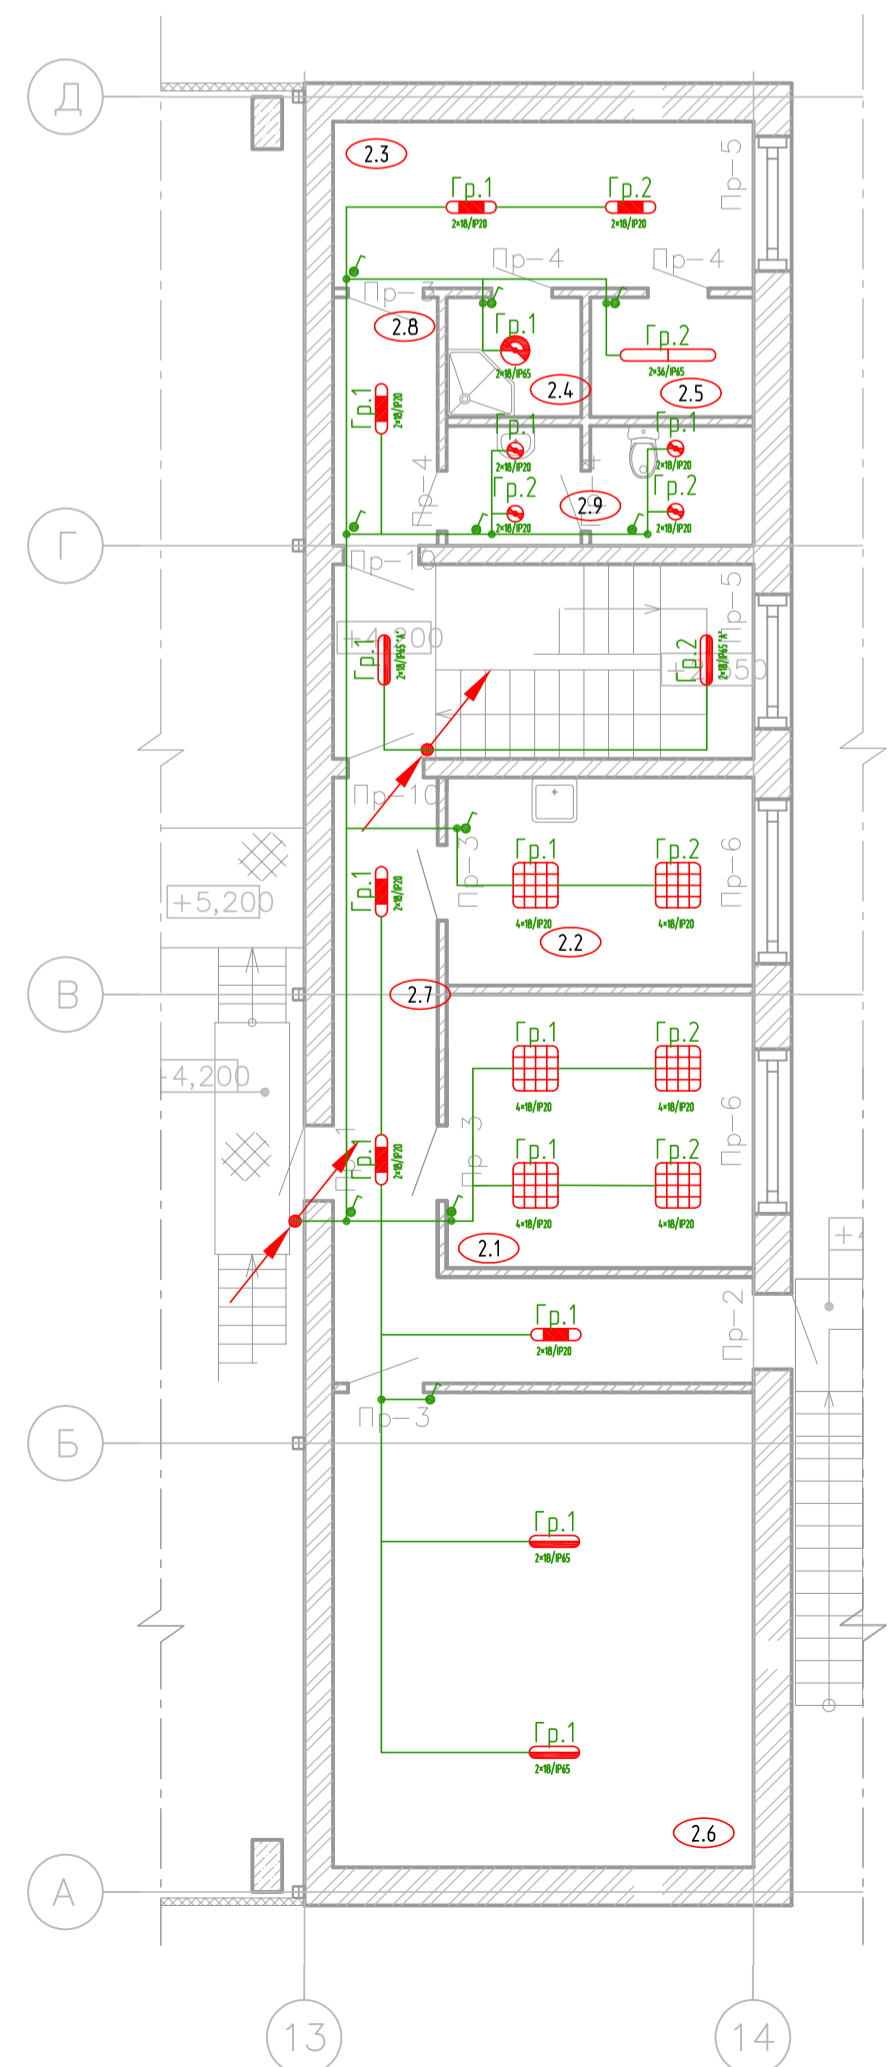 Д
2.3
Пр-5
Гр.1
Гр.2
2×18/IP20
2×18/IP20
Пр-4
Пр-4
Пр-3
2.8
Гр.1
Гр.2
2×18/IP65
2×36/IP65
2.4
2.5
Гр.1
2×18/IP20
Гр.1
Гр.1
2×18/IP20
2×18/IP20
Пр-4
Гр.2
Гр.2
2.9
2×18/IP20
2×18/IP20
Г
Пр-10
Пр-5
Гр.1
2×18/IP65 "А"
Гр.2
2×18/IP65 "А"
Пр-10
Пр-3
Гр.1
Гр.2
Пр-6
Гр.1
2×18/IP20
+5,200
4×18/IP20
4×18/IP20
2.2
В
2.7
Гр.1
Гр.2
4,200
4×18/IP20
4×18/IP20
Пр-1
Гр.1
2×18/IP20
Пр-3
Пр-6
Гр.1
Гр.2
4×18/IP20
4×18/IP20
2.1
Гр.1
2×18/IP20
Пр-2
Пр-3
Б
Гр.1
2×18/IP65
Гр.1
2×18/IP65
2.6
А
13
14